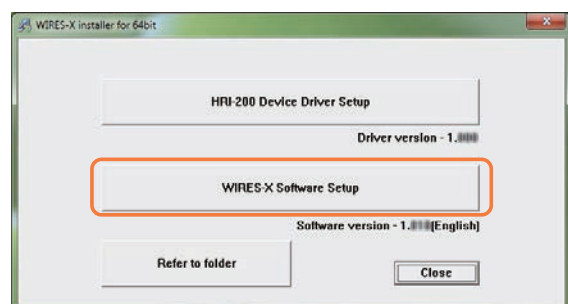 WIRES-X installer for 64bit
HRI-200 Device Driver Setup
Driver version - 1.
WIRES-X Software Setup
Software version - 1. [English]
Refer to folder
Close